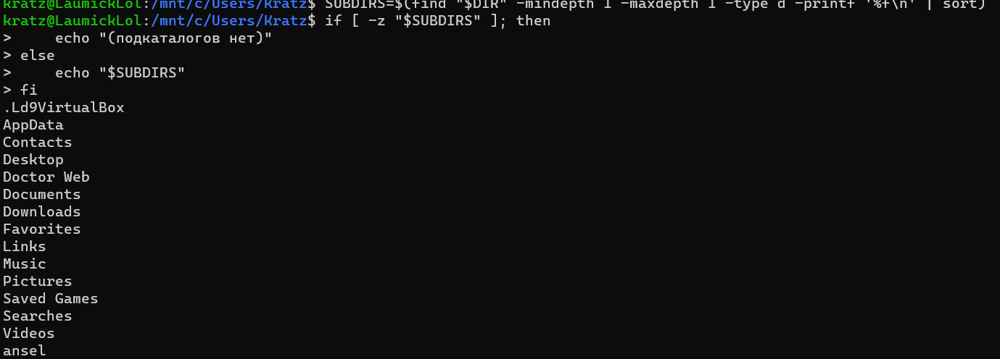 kratz@LaumickLol:/mnt/c/Users/Kratz$ SUBDIRS=$(find "$DIR" -mindepth 1 -maxdepth 1 -type d -printf '%f\n' | sort)
kratz@LaumickLol:/mnt/c/Users/Kratz$ if [ -z "$SUBDIRS" ]; then
>     echo "(подкаталогов нет)"
> else
>     echo "$SUBDIRS"
> fi
.Ld9VirtualBox
AppData
Contacts
Desktop
Doctor Web
Documents
Downloads
Favorites
Links
Music
Pictures
Saved Games
Searches
Videos
ansel